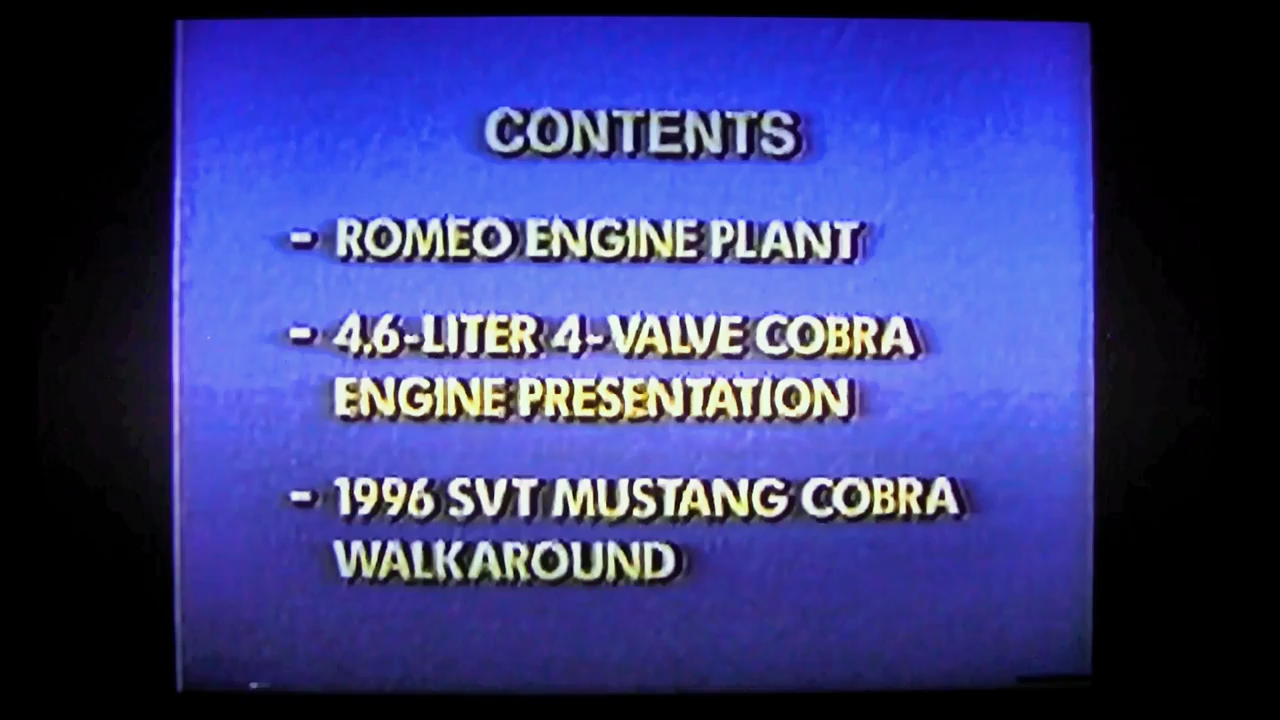 CONTENTS
- ROMEO ENGINE PLANT
- 4.6-LITER 4-VALVE COBRA
ENGINE PRESENTATION
- 1996 SVT MUSTANG COBRA
WALKAROUND